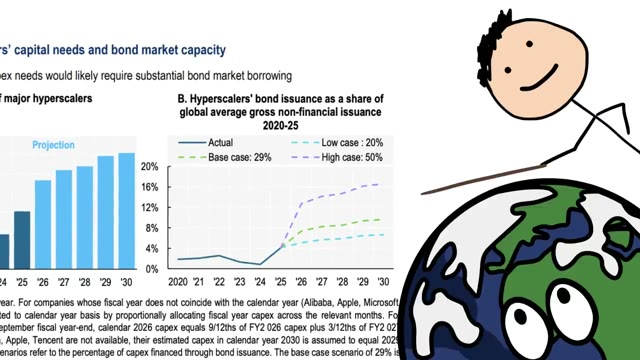 rs' capital needs and bond market capacity
pex needs would likely require substantial bond market borrowing
f major hyperscalers
Projection
'24 '25 '26 '27 '28 '29 '30
B. Hyperscalers' bond issuance as a share of
global average gross non-financial issuance
2020-25
Actual
Low case : 20%
Base case: 29%
High case: 50%
20%
16%
12%
8%
4%
0%
2020 '21 '22 '23 '24 '25 '26 '27 '28 '29 '30
year. For companies whose fiscal year does not coincide with the calendar year (Alibaba, Apple, Microsoft,
ted to calendar year basis by proportionally allocating fiscal year capex across the relevant months. For
eptember fiscal year-end, calendar 2026 capex equals 9/12ths of FY2026 capex plus 3/12ths of FY 2027
a, Apple, Tencent are not available, their estimated capex in calendar year 2030 is assumed to equal 2029
scenarios refer to the percentage of capex financed through bond issuance. The base case scenario of 29% is